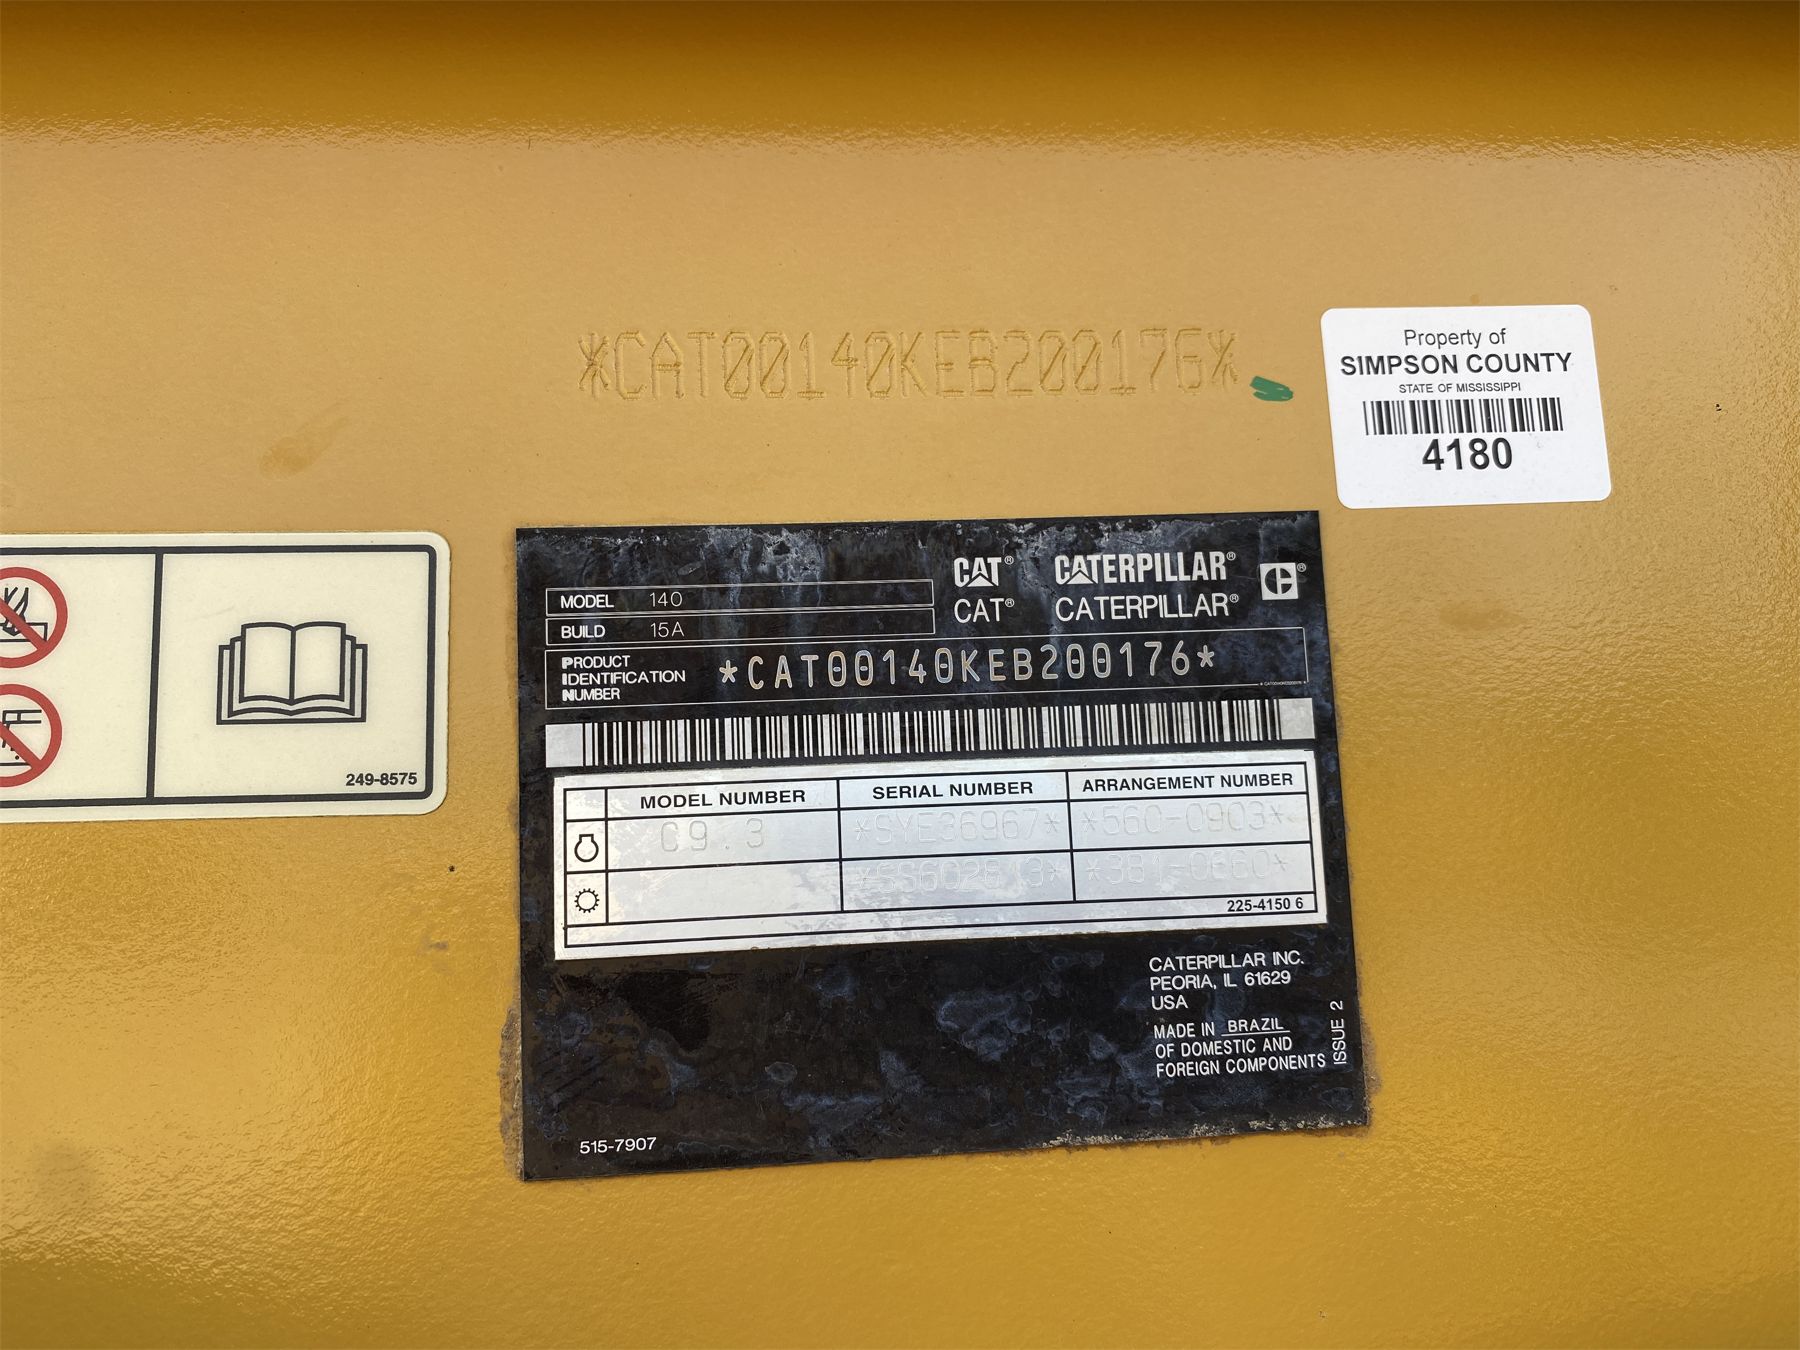 *CAT00140KEB200176*
Property of
SIMPSON COUNTY
STATE OF MISSISSIPPI
4180
249-8575
CAT® CATERPILLAR®
CAT® CATERPILLAR®
MODEL 140
BUILD 15A
PRODUCT
IDENTIFICATION
NUMBER
*CAT00140KEB200176*
MODEL NUMBER SERIAL NUMBER ARRANGEMENT NUMBER
C9.3 *SYE36967* *560-0903*
225-4150 6
CATERPILLAR INC.
PEORIA, IL 61629
USA
MADE IN BRAZIL
OF DOMESTIC AND
FOREIGN COMPONENTS
ISSUE 2
515-7907